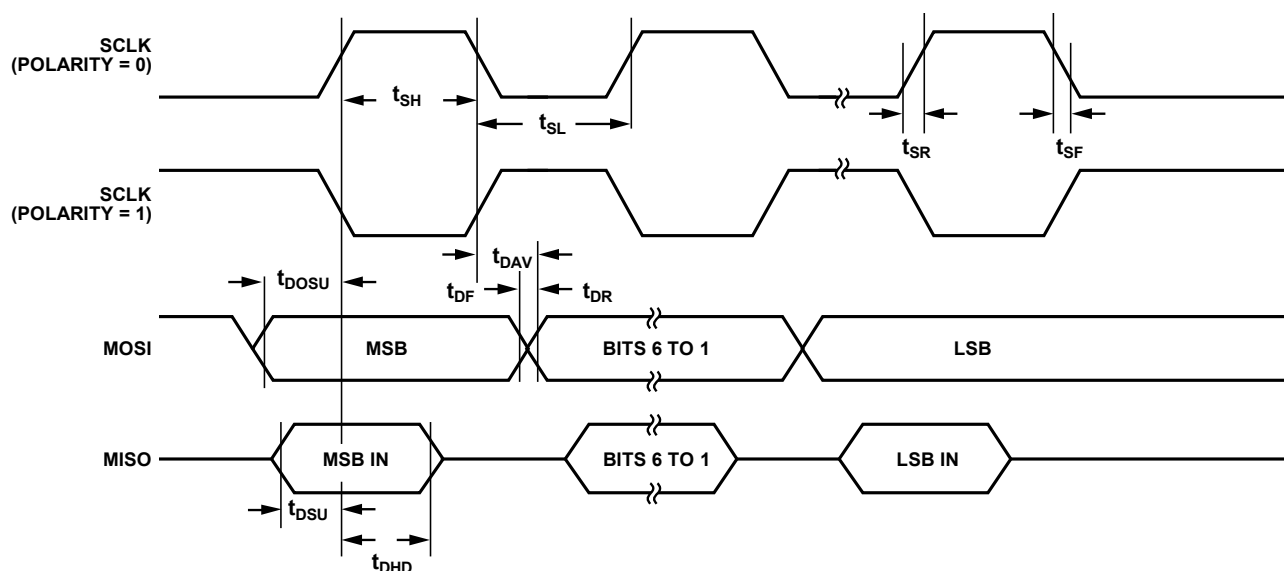 SCLK
(POLARITY = 0)
tSH
tSL
tSR
tSF
SCLK
(POLARITY = 1)
tDAV
tDOSU
tDF
tDR
MOSI
MSB
BITS 6 TO 1
LSB
MISO
MSB IN
BITS 6 TO 1
LSB IN
tDSU
tDHD